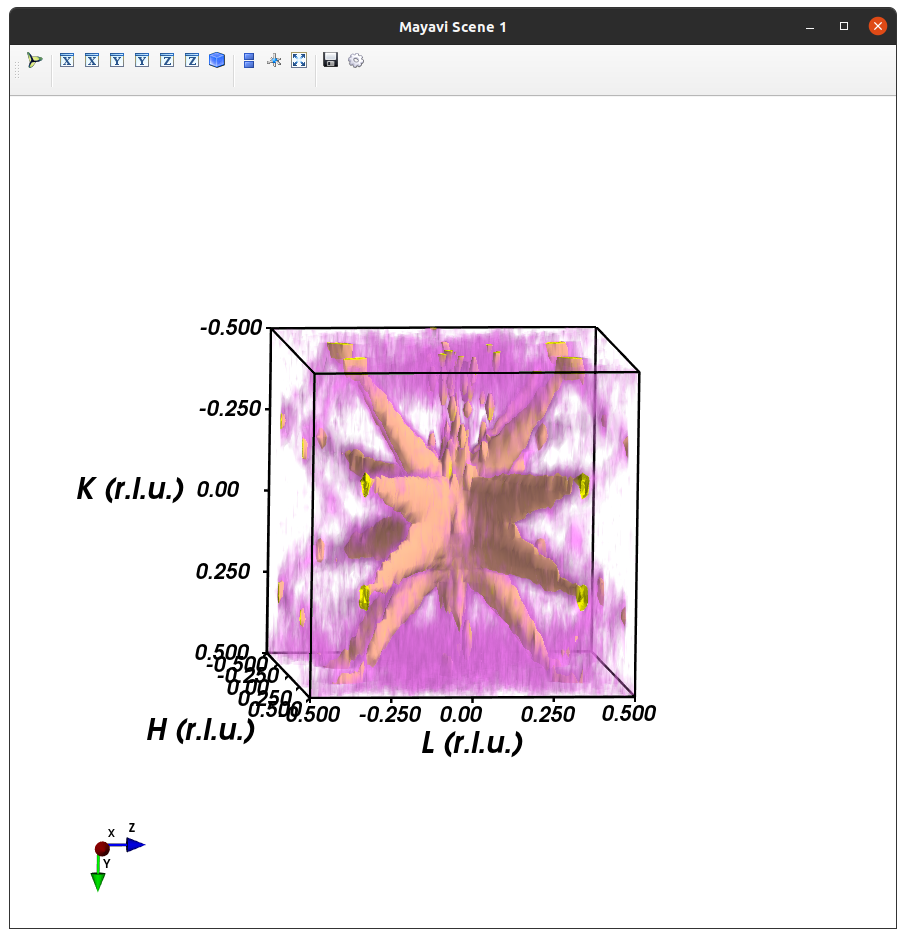 Mayavi Scene 1
X X Y Y Z Z
-0.500
-0.250
K (r.l.u.) 0.00
0.250
0.500
-0.500
-0.250
0.00
0.250
0.500
-0.500 -0.250 0.00 0.250 0.500
H (r.l.u.)
L (r.l.u.)
X Z
Y